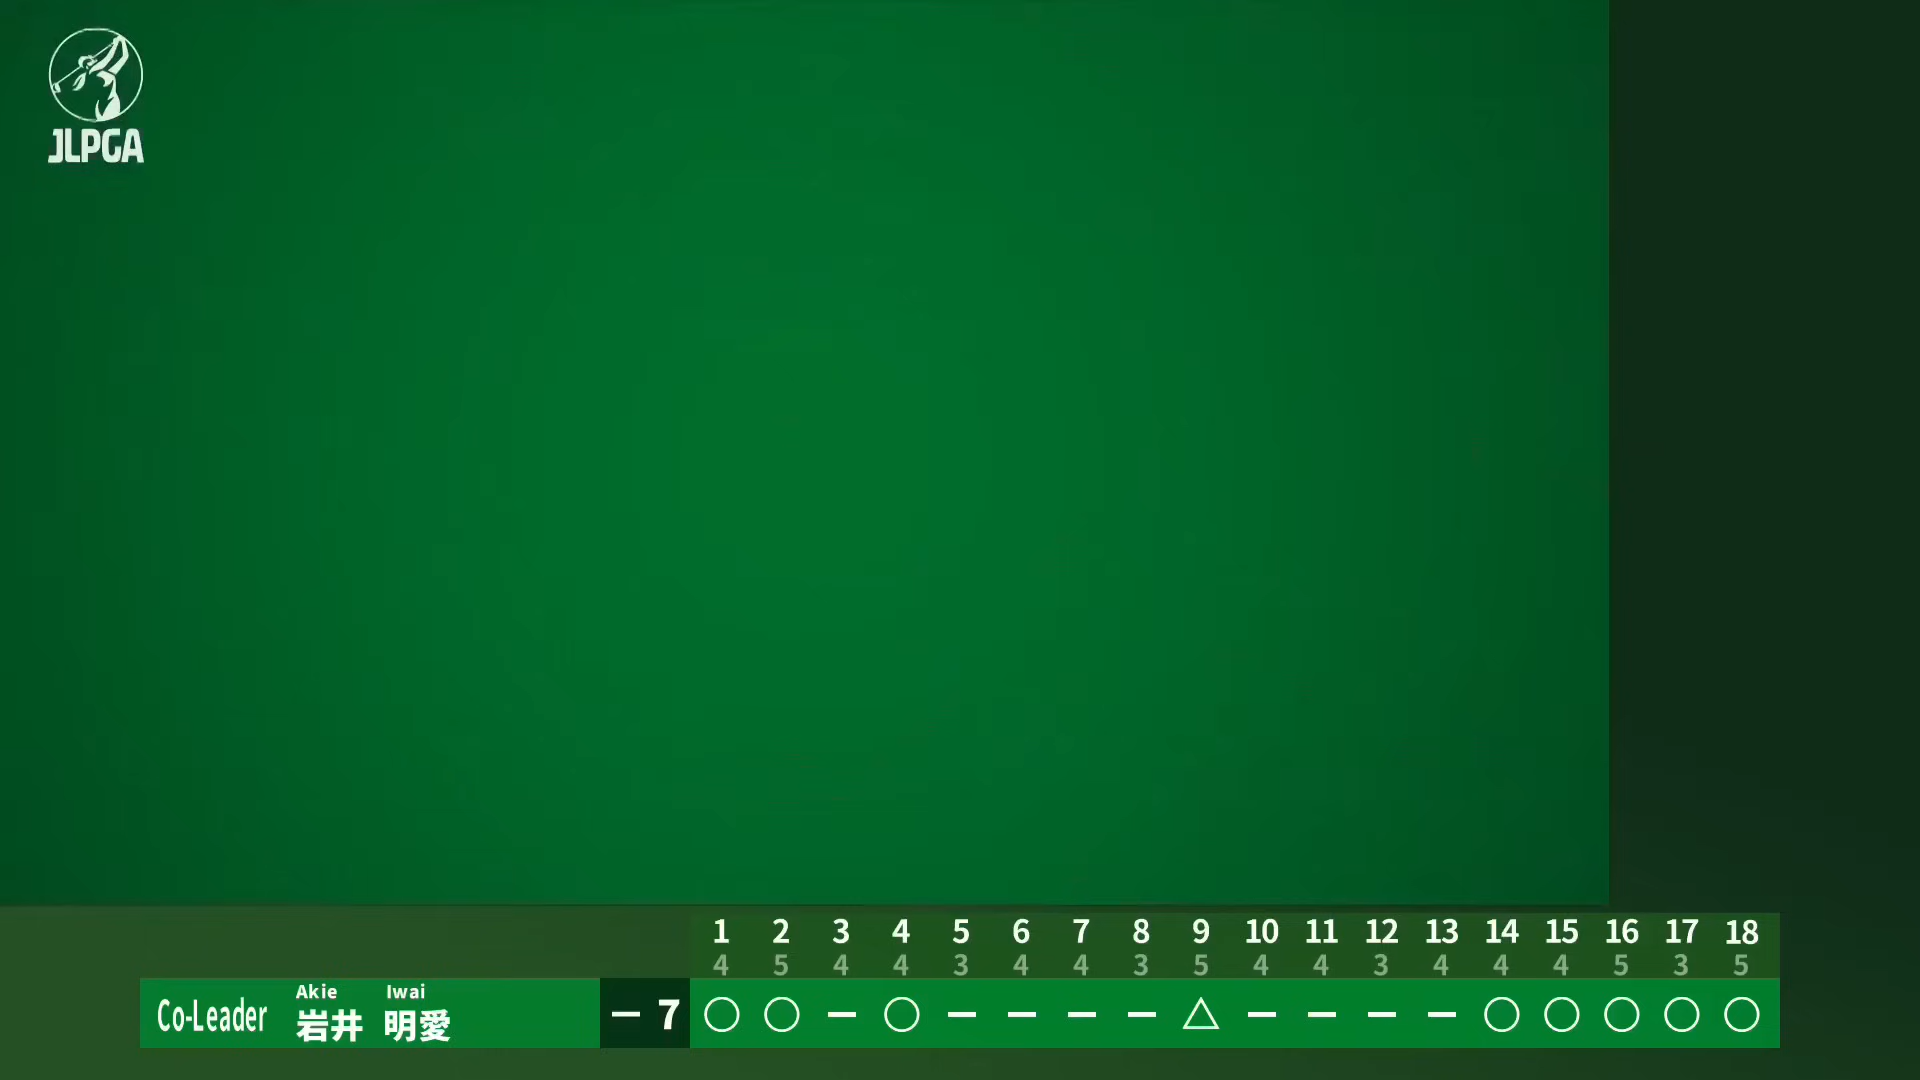 JLPGA
1 2 3 4 5 6 7 8 9 10 11 12 13 14 15 16 17 18
4 5 4 4 3 4 4 3 5 4 4 3 4 4 4 5 3 5
Akie Iwai
Co-Leader 岩井 明愛 － 7 ○ ○ － ○ － － － － △ － － － － ○ ○ ○ ○ ○